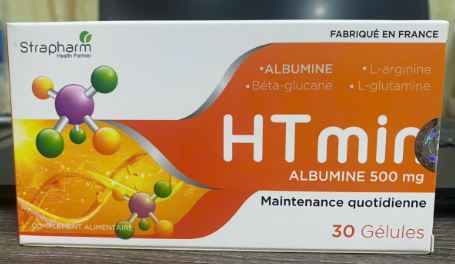 Strapharm
Health Partner
FABRIQUÉ EN FRANCE
•ALBUMINE • L-arginine
•Béta-glucane • L-glutamine
HTmin
ALBUMINE 500 mg
Maintenance quotidienne
COMPLÉMENT ALIMENTAIRE
30 Gélules